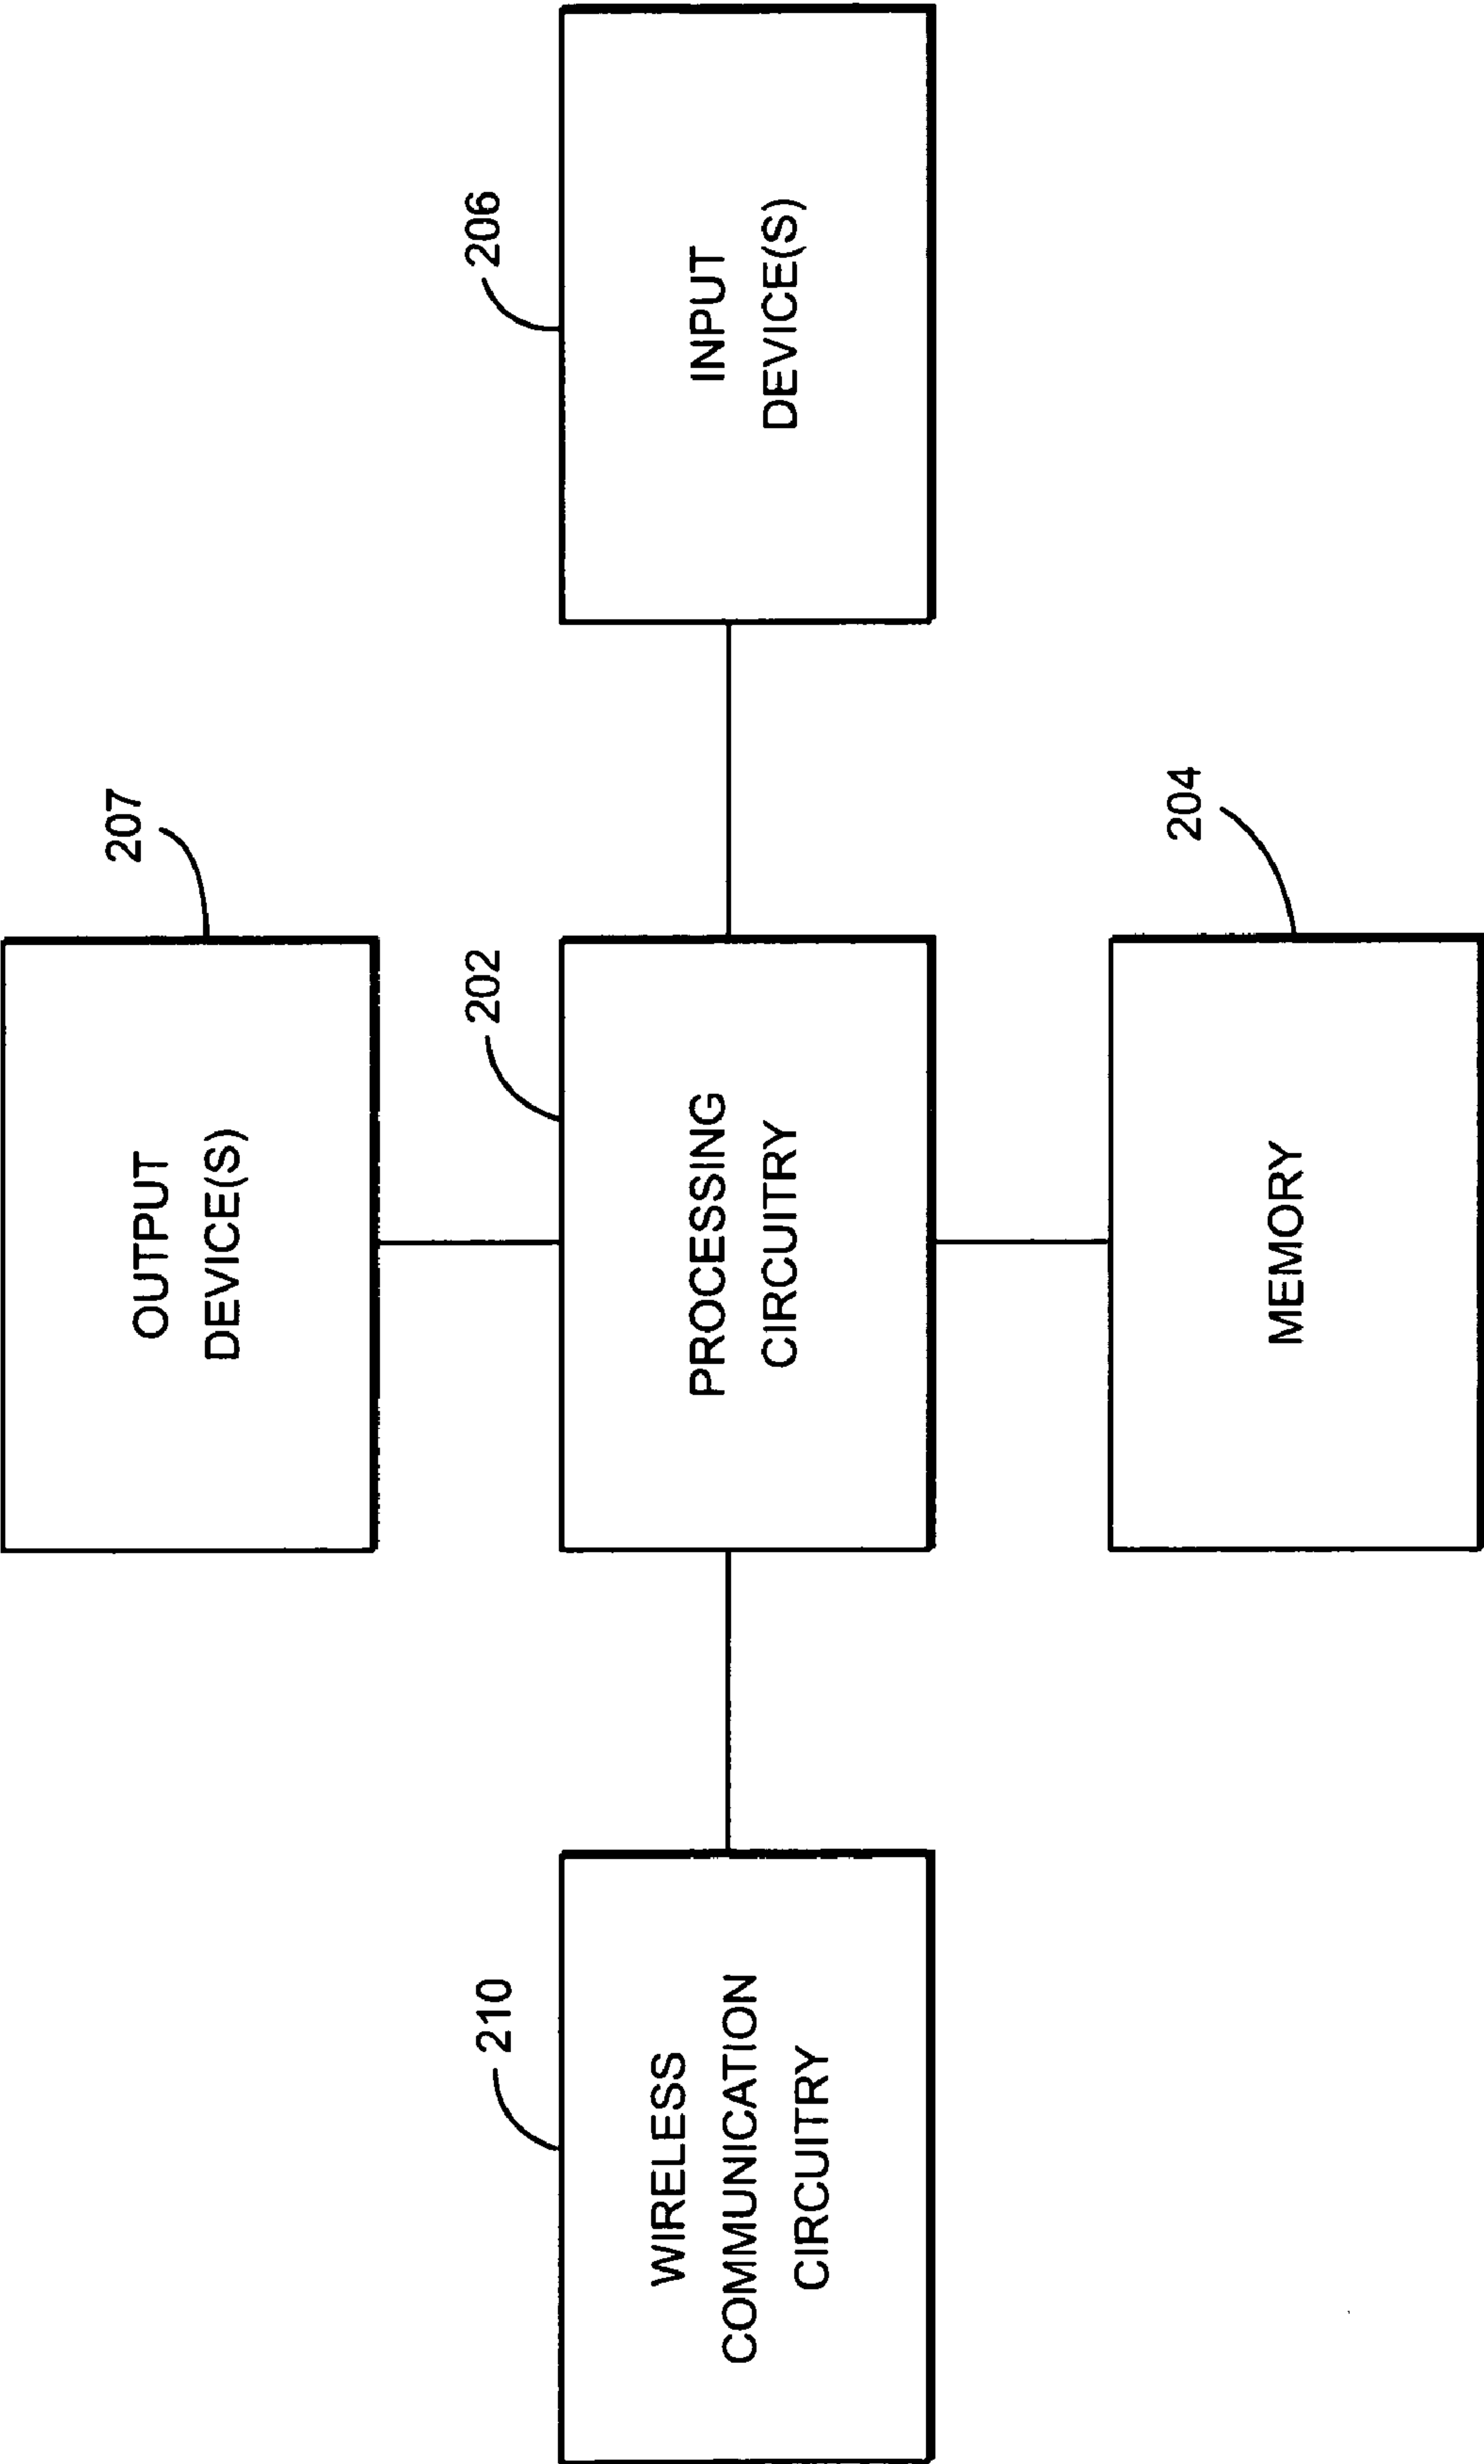 207
OUTPUT
DEVICE(S)
210
WIRELESS
COMMUNICATION
CIRCUITRY
202
PROCESSING
CIRCUITRY
206
INPUT
DEVICE(S)
204
MEMORY